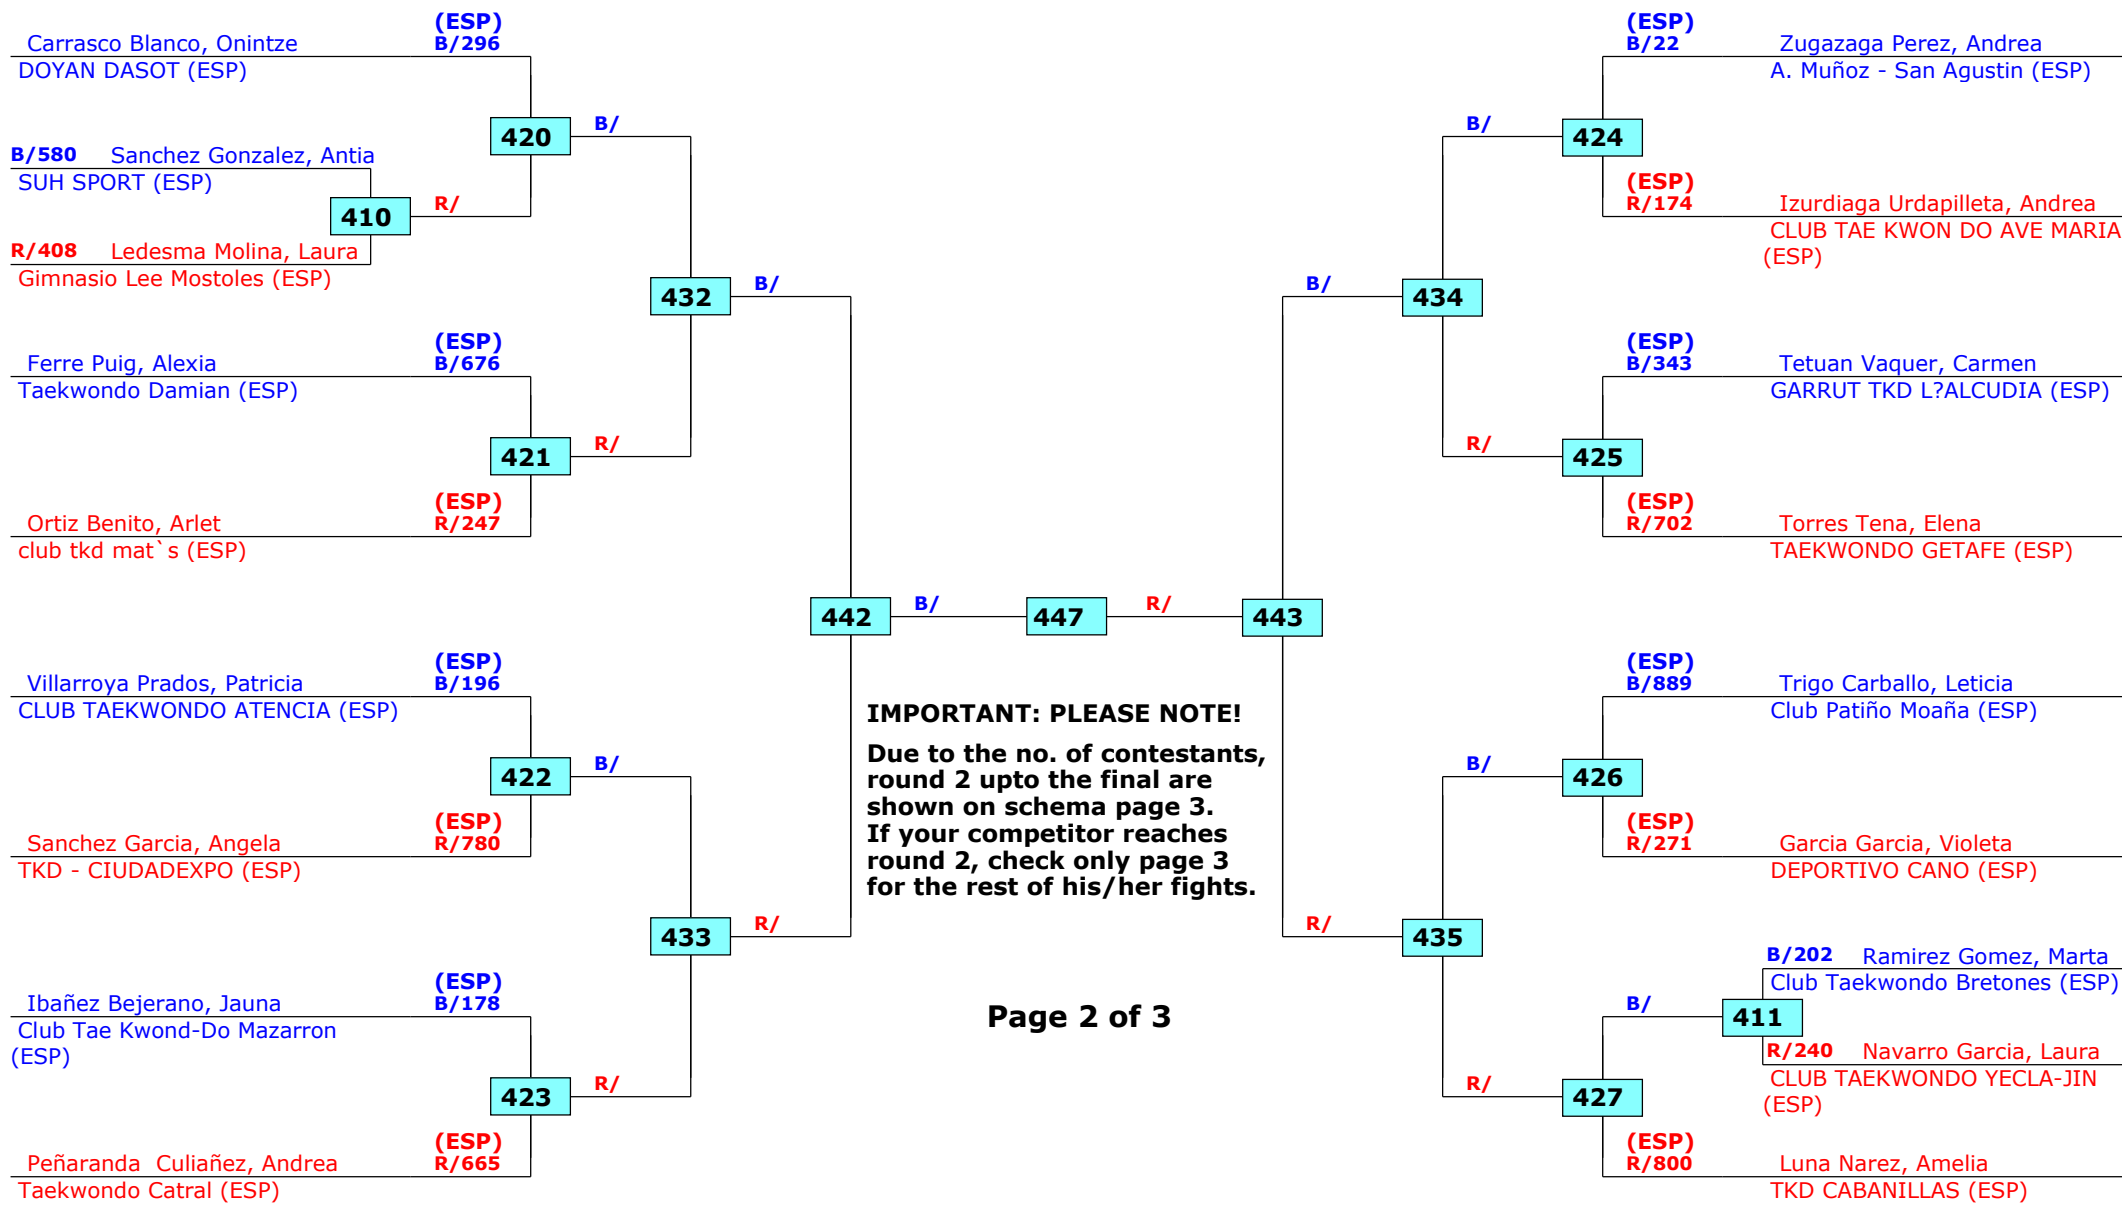 (ESP)
Carrasco Blanco, Onintze B/296
DOYAN DASOT (ESP)
420
B/
B/580 Sanchez Gonzalez, Antia
SUH SPORT (ESP)
410
R/
R/408 Ledesma Molina, Laura
Gimnasio Lee Mostoles (ESP)
432
B/
(ESP)
Ferre Puig, Alexia B/676
Taekwondo Damian (ESP)
421
R/
(ESP)
Ortiz Benito, Arlet R/247
club tkd mat`s (ESP)
442
B/
447
R/
443
(ESP)
Villarroya Prados, Patricia B/196
CLUB TAEKWONDO ATENCIA (ESP)
422
B/
(ESP)
Sanchez Garcia, Angela R/780
TKD - CIUDADEXPO (ESP)
433
R/
(ESP)
Ibañez Bejerano, Jauna B/178
Club Tae Kwond-Do Mazarron
(ESP)
423
R/
(ESP)
Peñaranda  Culiañez, Andrea R/665
Taekwondo Catral (ESP)
IMPORTANT: PLEASE NOTE!
Due to the no. of contestants,
round 2 upto the final are
shown on schema page 3.
If your competitor reaches
round 2, check only page 3
for the rest of his/her fights.
Page 2 of 3
(ESP)
B/22 Zugazaga Perez, Andrea
A. Muñoz - San Agustin (ESP)
B/
424
(ESP)
R/174 Izurdiaga Urdapilleta, Andrea
CLUB TAE KWON DO AVE MARIA
(ESP)
B/
434
(ESP)
B/343 Tetuan Vaquer, Carmen
GARRUT TKD L?ALCUDIA (ESP)
R/
425
(ESP)
R/702 Torres Tena, Elena
TAEKWONDO GETAFE (ESP)
(ESP)
B/889 Trigo Carballo, Leticia
Club Patiño Moaña (ESP)
B/
426
(ESP)
R/271 Garcia Garcia, Violeta
DEPORTIVO CANO (ESP)
R/
435
B/202 Ramirez Gomez, Marta
Club Taekwondo Bretones (ESP)
B/
411
R/240 Navarro Garcia, Laura
CLUB TAEKWONDO YECLA-JIN
(ESP)
R/
427
(ESP)
R/800 Luna Narez, Amelia
TKD CABANILLAS (ESP)